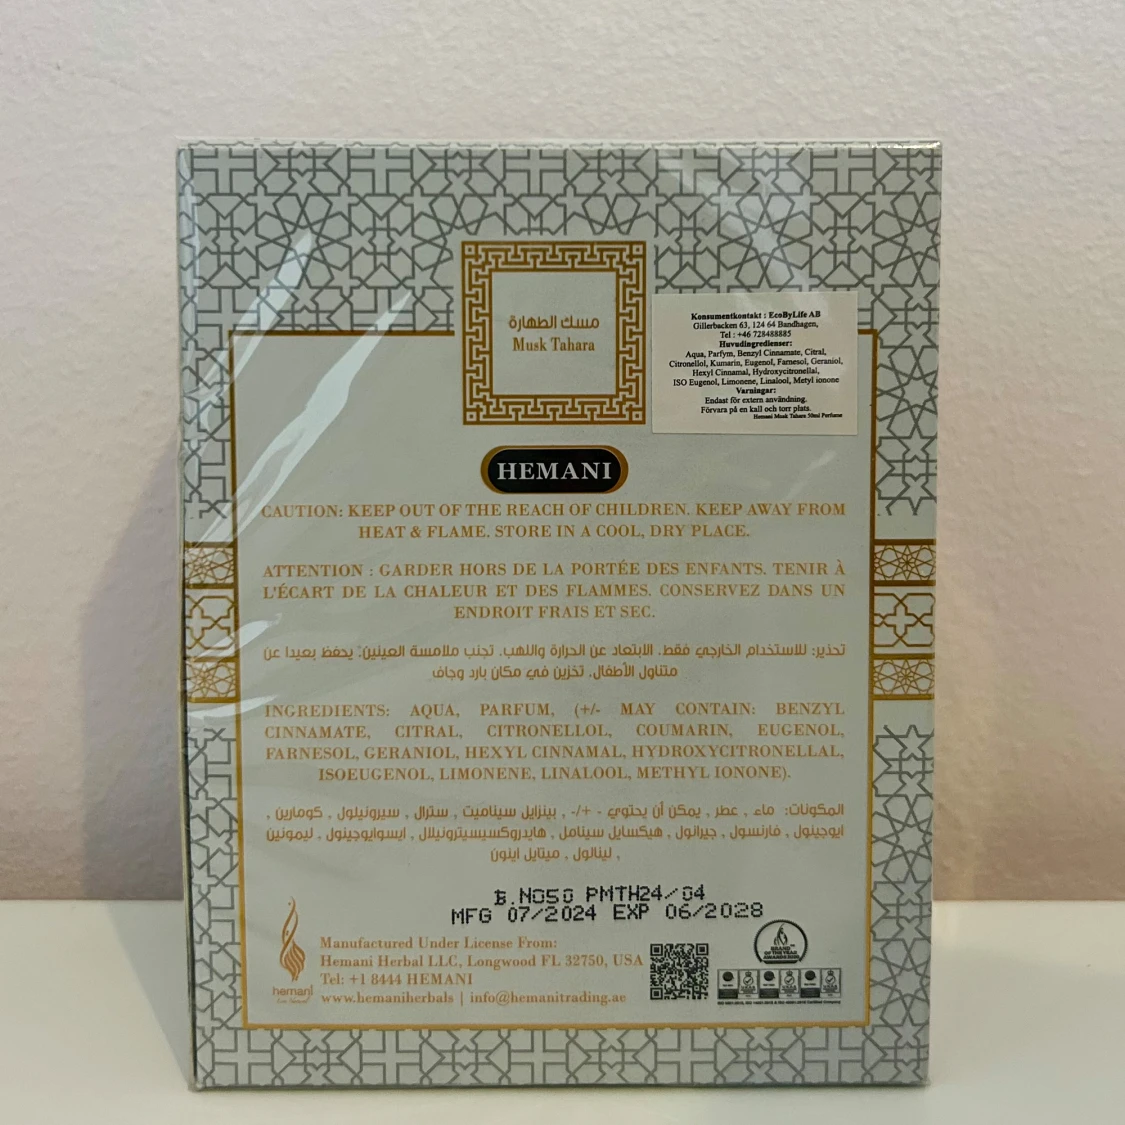 مسك الطهارة
Musk Tahara
Konsumentkontakt : EcoByLife AB
Gillerbacken 63, 124 64 Bandhagen,
Tel : +46 728488885
Huvudingredienser:
Aqua, Parfym, Benzyl Cinnamate, Citral,
Citronellol, Kumarin, Eugenol, Farnesol, Geraniol,
Hexyl Cinnamal, Hydroxycitronellal,
ISO Eugenol, Limonene, Linalool, Metyl ionone
Varningar:
Endast för extern användning.
Förvara på en kall och torr plats.
Hemani Musk Tahara 50ml Perfume
HEMANI
CAUTION: KEEP OUT OF THE REACH OF CHILDREN. KEEP AWAY FROM
HEAT & FLAME. STORE IN A COOL, DRY PLACE.
ATTENTION : GARDER HORS DE LA PORTÉE DES ENFANTS. TENIR À
L'ÉCART DE LA CHALEUR ET DES FLAMMES. CONSERVEZ DANS UN
ENDROIT FRAIS ET SEC.
تحذير: للاستخدام الخارجي فقط. الابتعاد عن الحرارة واللهب. تجنب ملامسة العينين. يحفظ بعيدا عن
متناول الأطفال. تخزين في مكان بارد وجاف
INGREDIENTS: AQUA, PARFUM, (+/- MAY CONTAIN: BENZYL
CINNAMATE, CITRAL, CITRONELLOL, COUMARIN, EUGENOL,
FARNESOL, GERANIOL, HEXYL CINNAMAL, HYDROXYCITRONELLAL,
ISOEUGENOL, LIMONENE, LINALOOL, METHYL IONONE).
المكونات: ماء , عطر , يمكن أن يحتوي - +/- , بينزايل سيناميت , سترال , سيرونيلول , كومارين ,
ايوجينول , فارنسول , جيرانول , هيكسايل سينامل , هايدروكسيسيترونيلال , ايسوايوجينول , ليمونين
, لينالول , ميتايل اينون
B.NO50 PMTH24/04
MFG 07/2024 EXP 06/2028
Manufactured Under License From:
Hemani Herbal LLC, Longwood FL 32750, USA
Tel: +1 8444 HEMANI
www.hemaniherbals | info@hemanitrading.ae
hemani
BRAND
OF THE YEAR